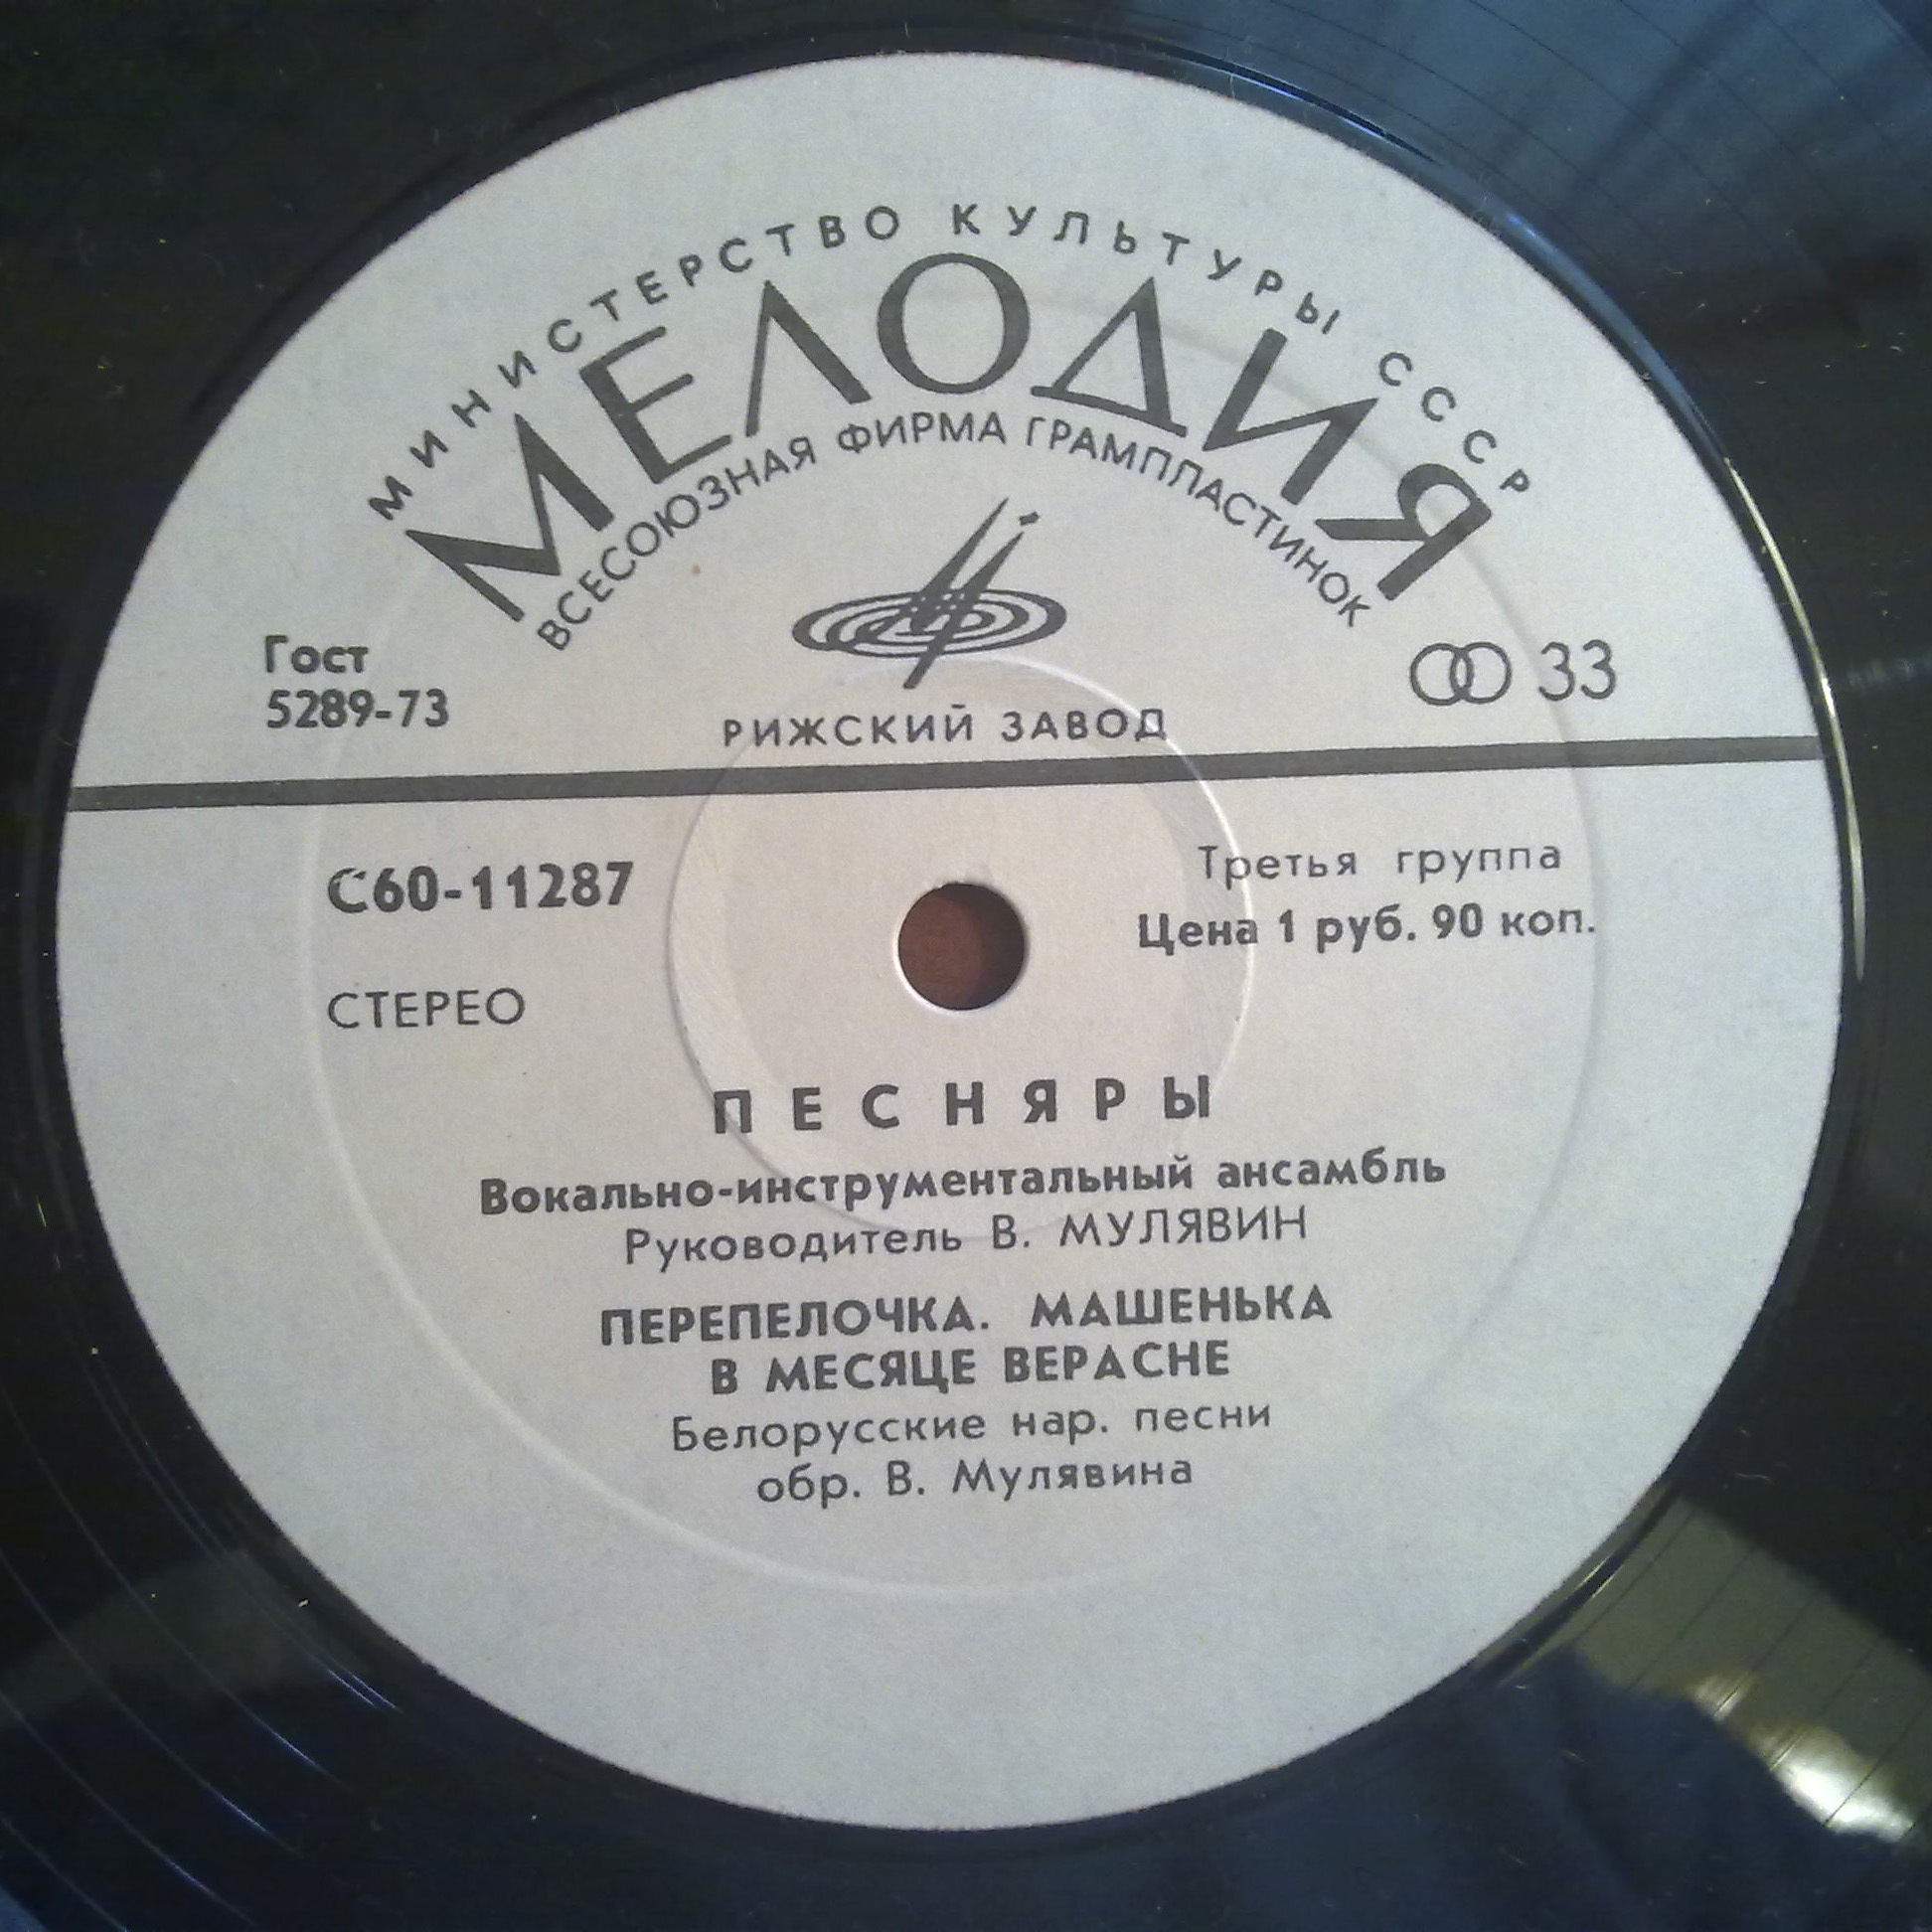 МИНИСТЕРСТВО КУЛЬТУРЫ СССР
МЕЛОДИЯ
ВСЕСОЮЗНАЯ ФИРМА ГРАМПЛАСТИНОК
Гост
5289-73
33
РИЖСКИЙ ЗАВОД
С60-11287
Третья группа
Цена 1 руб. 90 коп.
СТЕРЕО
ПЕСНЯРЫ
Вокально-инструментальный ансамбль
Руководитель В. МУЛЯВИН
ПЕРЕПЕЛОЧКА. МАШЕНЬКА
В МЕСЯЦЕ ВЕРАСНЕ
Белорусские нар. песни
обр. В. Мулявина